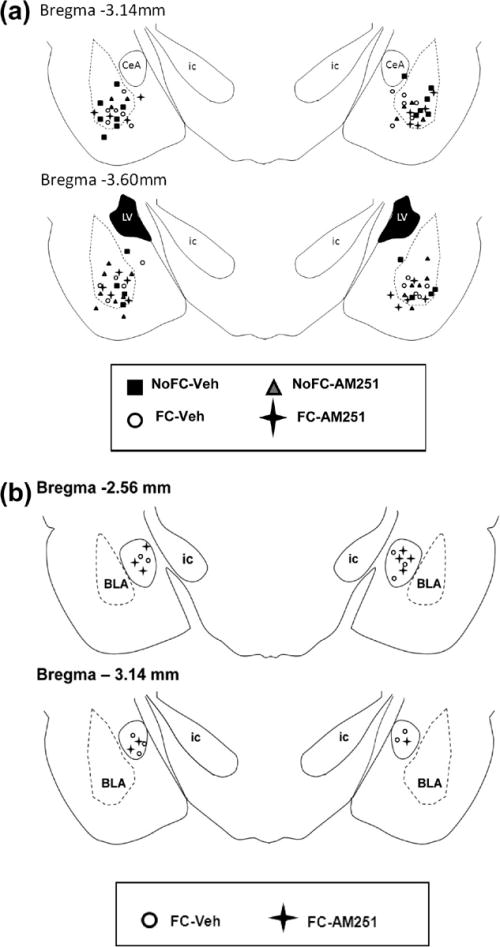 (a) Bregma -3.14mm
CeA ic ic CeA
Bregma -3.60mm
LV ic ic LV
NoFC-Veh NoFC-AM251
FC-Veh FC-AM251
(b) Bregma -2.56 mm
BLA ic ic BLA
Bregma – 3.14 mm
BLA ic ic BLA
FC-Veh FC-AM251